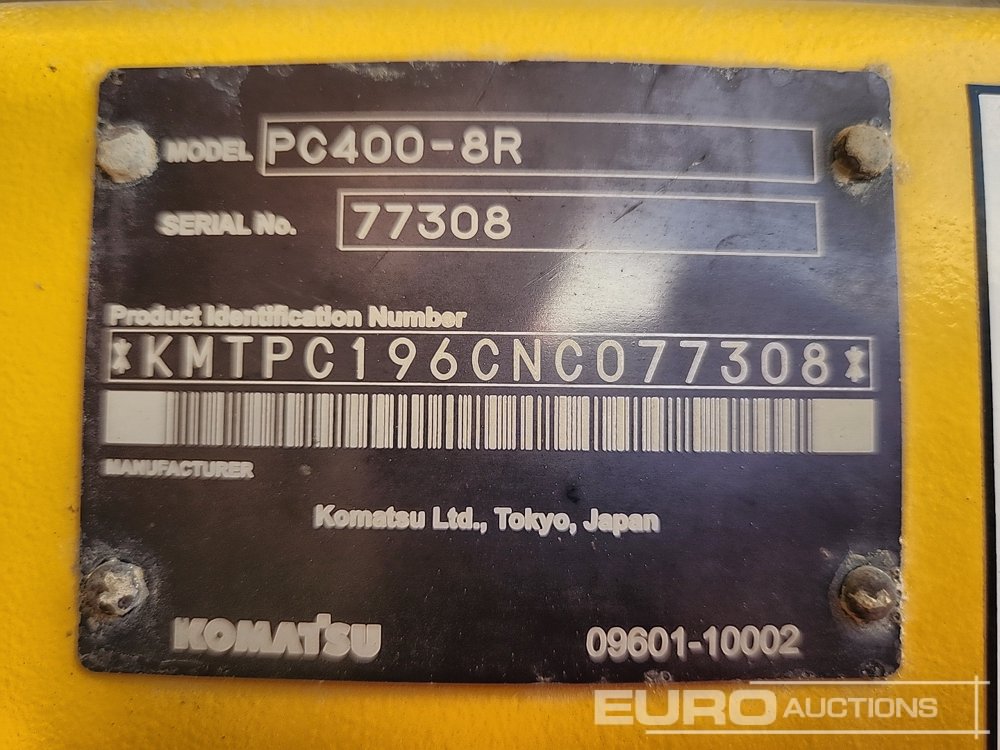 MODEL PC400-8R
SERIAL No. 77308
Product Identification Number
*KMTPC196CNC077308*
MANUFACTURER
Komatsu Ltd., Tokyo, Japan
KOMATSU 09601-10002
EURO AUCTIONS